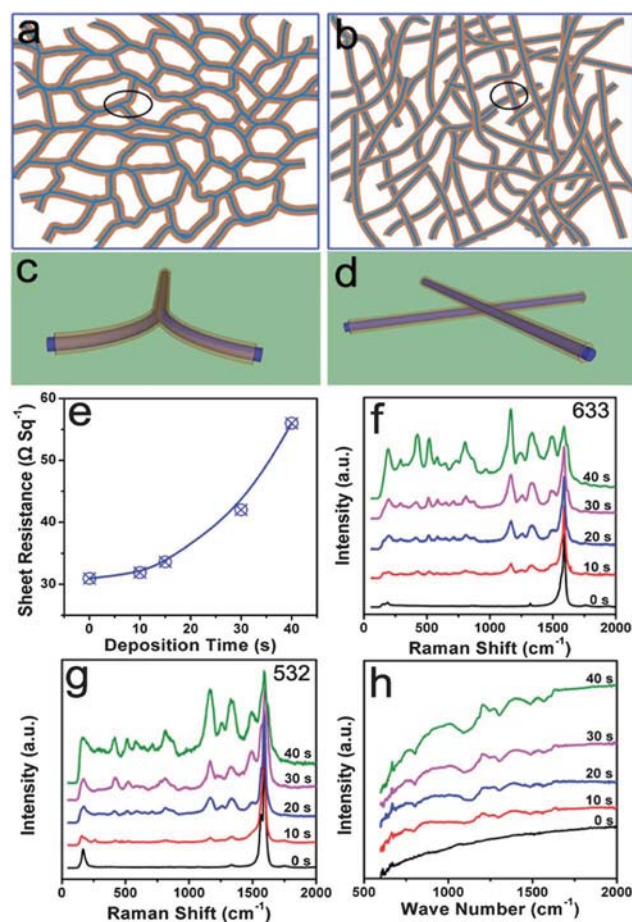 a
b
c
d
e
60
50
40
30
0 10 20 30 40
Sheet Resistance (Ω Sq⁻¹)
Deposition Time (s)
f
633
40 s
30 s
20 s
10 s
0 s
0 500 1000 1500 2000
Intensity (a.u.)
Raman Shift (cm⁻¹)
g
532
40 s
30 s
20 s
10 s
0 s
0 500 1000 1500 2000
Intensity (a.u.)
Raman Shift (cm⁻¹)
h
40 s
30 s
20 s
10 s
0 s
500 1000 1500 2000
Intensity (a.u.)
Wave Number (cm⁻¹)